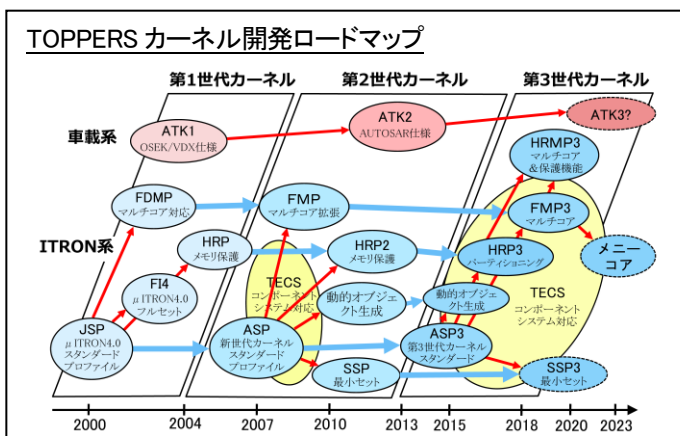 TOPPERS カーネル開発ロードマップ
第1世代カーネル
第2世代カーネル
第3世代カーネル
車載系
ATK1
OSEK/VDX仕様
ATK2
AUTOSAR仕様
ATK3?
HRMP3
マルチコア
&保護機能
FDMP
マルチコア対応
FMP
マルチコア拡張
FMP3
マルチコア
ITRON系
HRP
メモリ保護
HRP2
メモリ保護
HRP3
パーティショニング
メニー
コア
FI4
μITRON4.0
フルセット
TECS
コンポーネント
システム対応
動的オブジェ
クト生成
動的オブジェ
クト生成
TECS
コンポーネント
システム対応
JSP
μITRON4.0
スタンダード
プロファイル
ASP
新世代カーネル
スタンダード
プロファイル
ASP3
第3世代カーネル
スタンダード
SSP
最小セット
SSP3
最小セット
2000
2004
2007
2010
2013
2015
2018
2020
2023